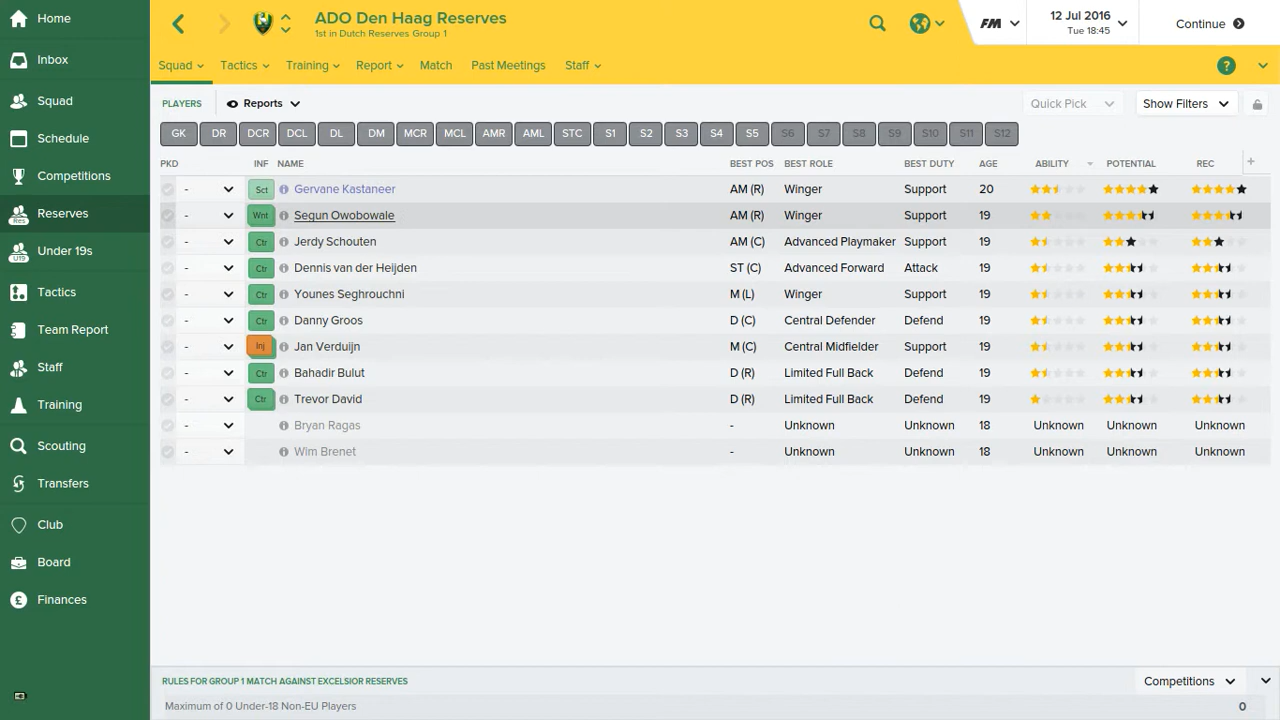 Home
Inbox
Squad
Schedule
Competitions
Reserves
Under 19s
Tactics
Team Report
Staff
Training
Scouting
Transfers
Club
Board
Finances
ADO Den Haag Reserves
1st in Dutch Reserves Group 1
FM
12 Jul 2016
Tue 18:45
Continue
Squad Tactics Training Report Match Past Meetings Staff ?
PLAYERS Reports Quick Pick Show Filters
GK DR DCR DCL DL DM MCR MCL AMR AML STC S1 S2 S3 S4 S5 S6 S7 S8 S9 S10 S11 S12
PKD INF NAME BEST POS BEST ROLE BEST DUTY AGE ABILITY POTENTIAL REC +
- Sct Gervane Kastaneer AM (R) Winger Support 20
- Wnt Segun Owobowale AM (R) Winger Support 19
- Ctr Jerdy Schouten AM (C) Advanced Playmaker Support 19
- Ctr Dennis van der Heijden ST (C) Advanced Forward Attack 19
- Ctr Younes Seghrouchni M (L) Winger Support 19
- Ctr Danny Groos D (C) Central Defender Defend 19
- Inj Jan Verduijn M (C) Central Midfielder Support 19
- Ctr Bahadir Bulut D (R) Limited Full Back Defend 19
- Ctr Trevor David D (R) Limited Full Back Defend 19
- Bryan Ragas - Unknown Unknown 18 Unknown Unknown Unknown
- Wim Brenet - Unknown Unknown 18 Unknown Unknown Unknown
RULES FOR GROUP 1 MATCH AGAINST EXCELSIOR RESERVES Competitions
Maximum of 0 Under-18 Non-EU Players 0